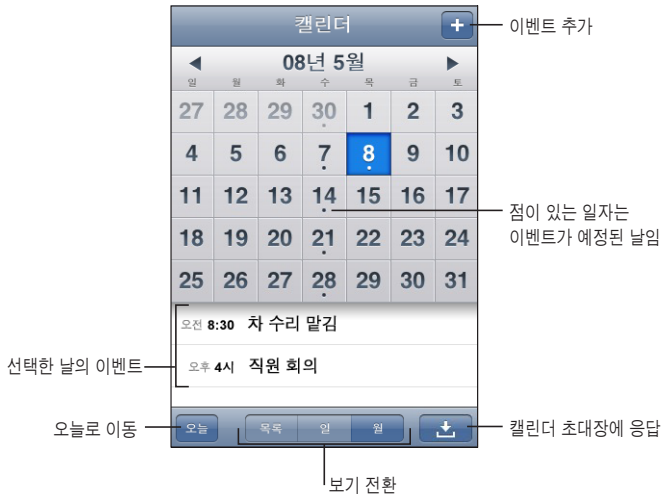 캘린더
+
이벤트 추가
08년 5월
일 월 화 수 목 금 토
27 28 29 30 1 2 3
4 5 6 7 8 9 10
11 12 13 14 15 16 17
점이 있는 일자는
이벤트가 예정된 날임
18 19 20 21 22 23 24
25 26 27 28 29 30 31
오전 8:30 차 수리 맡김
선택한 날의 이벤트
오후 4시 직원 회의
오늘로 이동
오늘 목록 일 월
캘린더 초대장에 응답
보기 전환